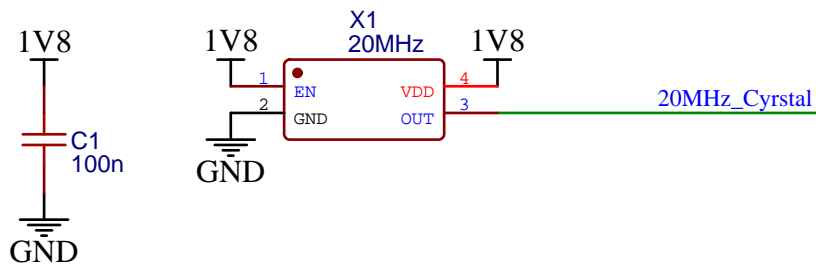 1V8
C1
100n
GND
X1
20MHz
1V8
1V8
1
EN
VDD
4
2
GND
OUT
3
GND
20MHz_Cyrstal